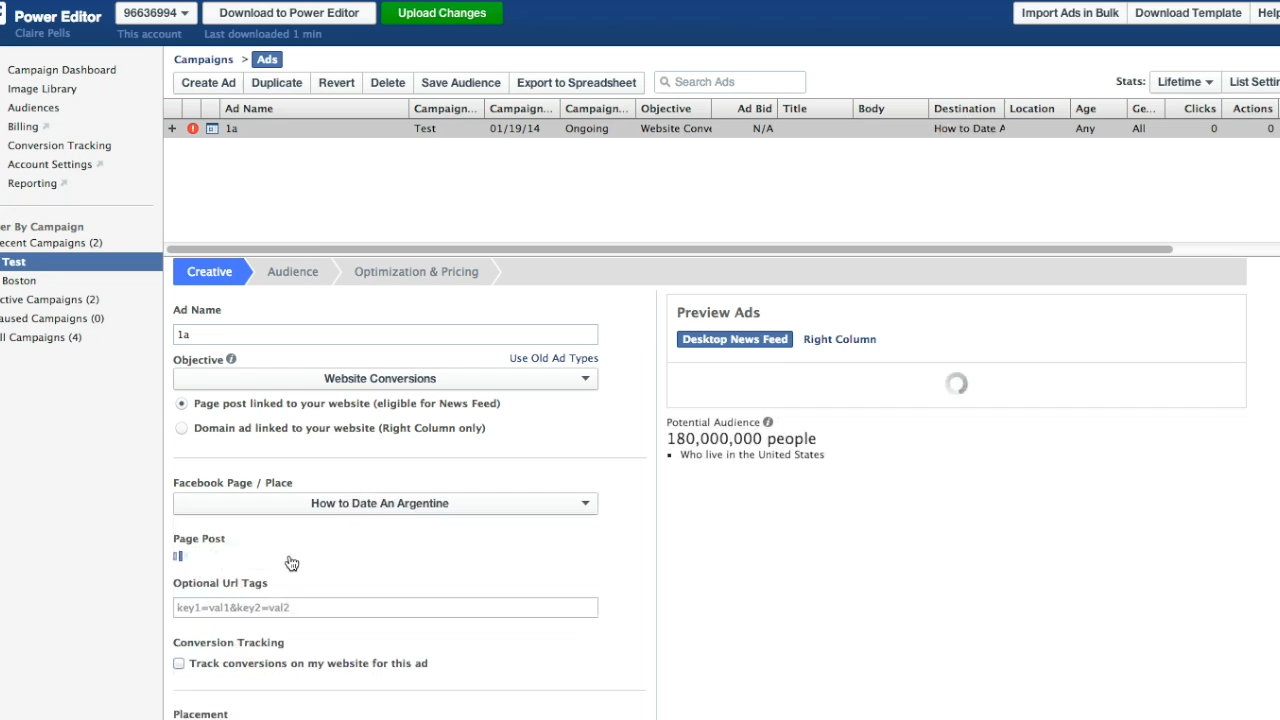 Power Editor
Claire Pells
96636994
This account
Download to Power Editor
Last downloaded 1 min
Upload Changes
Import Ads in Bulk
Download Template
Help
Campaign Dashboard
Image Library
Audiences
Billing
Conversion Tracking
Account Settings
Reporting
er By Campaign
ecent Campaigns (2)
Test
Boston
ctive Campaigns (2)
aused Campaigns (0)
ll Campaigns (4)
Campaigns > Ads
Create Ad Duplicate Revert Delete Save Audience Export to Spreadsheet Search Ads Stats: Lifetime List Settin
Ad Name Campaign... Campaign... Campaign... Objective Ad Bid Title Body Destination Location Age Ge... Clicks Actions
+ 1a Test 01/19/14 Ongoing Website Conve N/A How to Date A Any All 0 0
Creative Audience Optimization & Pricing
Ad Name
1a
Objective Use Old Ad Types
Website Conversions
Page post linked to your website (eligible for News Feed)
Domain ad linked to your website (Right Column only)
Facebook Page / Place
How to Date An Argentine
Page Post
Optional Url Tags
key1=val1&key2=val2
Conversion Tracking
Track conversions on my website for this ad
Placement
Preview Ads
Desktop News Feed Right Column
Potential Audience
180,000,000 people
Who live in the United States